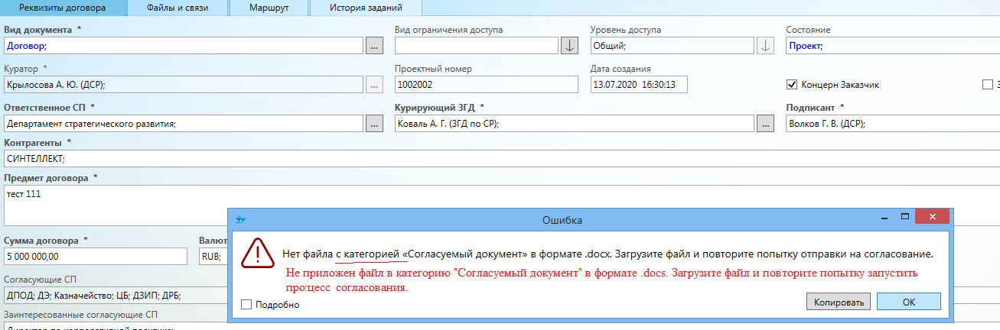 Реквизиты договора Файлы и связи Маршрут История заданий
Вид документа * Вид ограничения доступа Уровень доступа Состояние
Договор; ... Общий; Проект;
Куратор * Проектный номер Дата создания
Крылосова А. Ю. (ДСР); ... 1002002 13.07.2020 16:30:13 Концерн Заказчик
Ответственное СП * Курирующий ЗГД * Подписант *
Департамент стратегического развития; ... Коваль А. Г. (ЗГД по СР); ... Волков Г. В. (ДСР);
Контрагенты *
СИНТЕЛЛЕКТ;
Предмет договора *
тест 111
Ошибка
Сумма договора * Валют
5 000 000,00 RUB;
Нет файла с категорией «Согласуемый документ» в формате .docx. Загрузите файл и повторите попытку отправки на согласование.
Не приложен файл в категорию "Согласуемый документ" в формате .docs. Загрузите файл и повторите попытку запустить
процесс согласования.
Согласующие СП
ДПОД; ДЭ; Казначейство; ЦБ; ДЗИП; ДРБ;
Подробно Копировать ОК
Заинтересованные согласующие СП